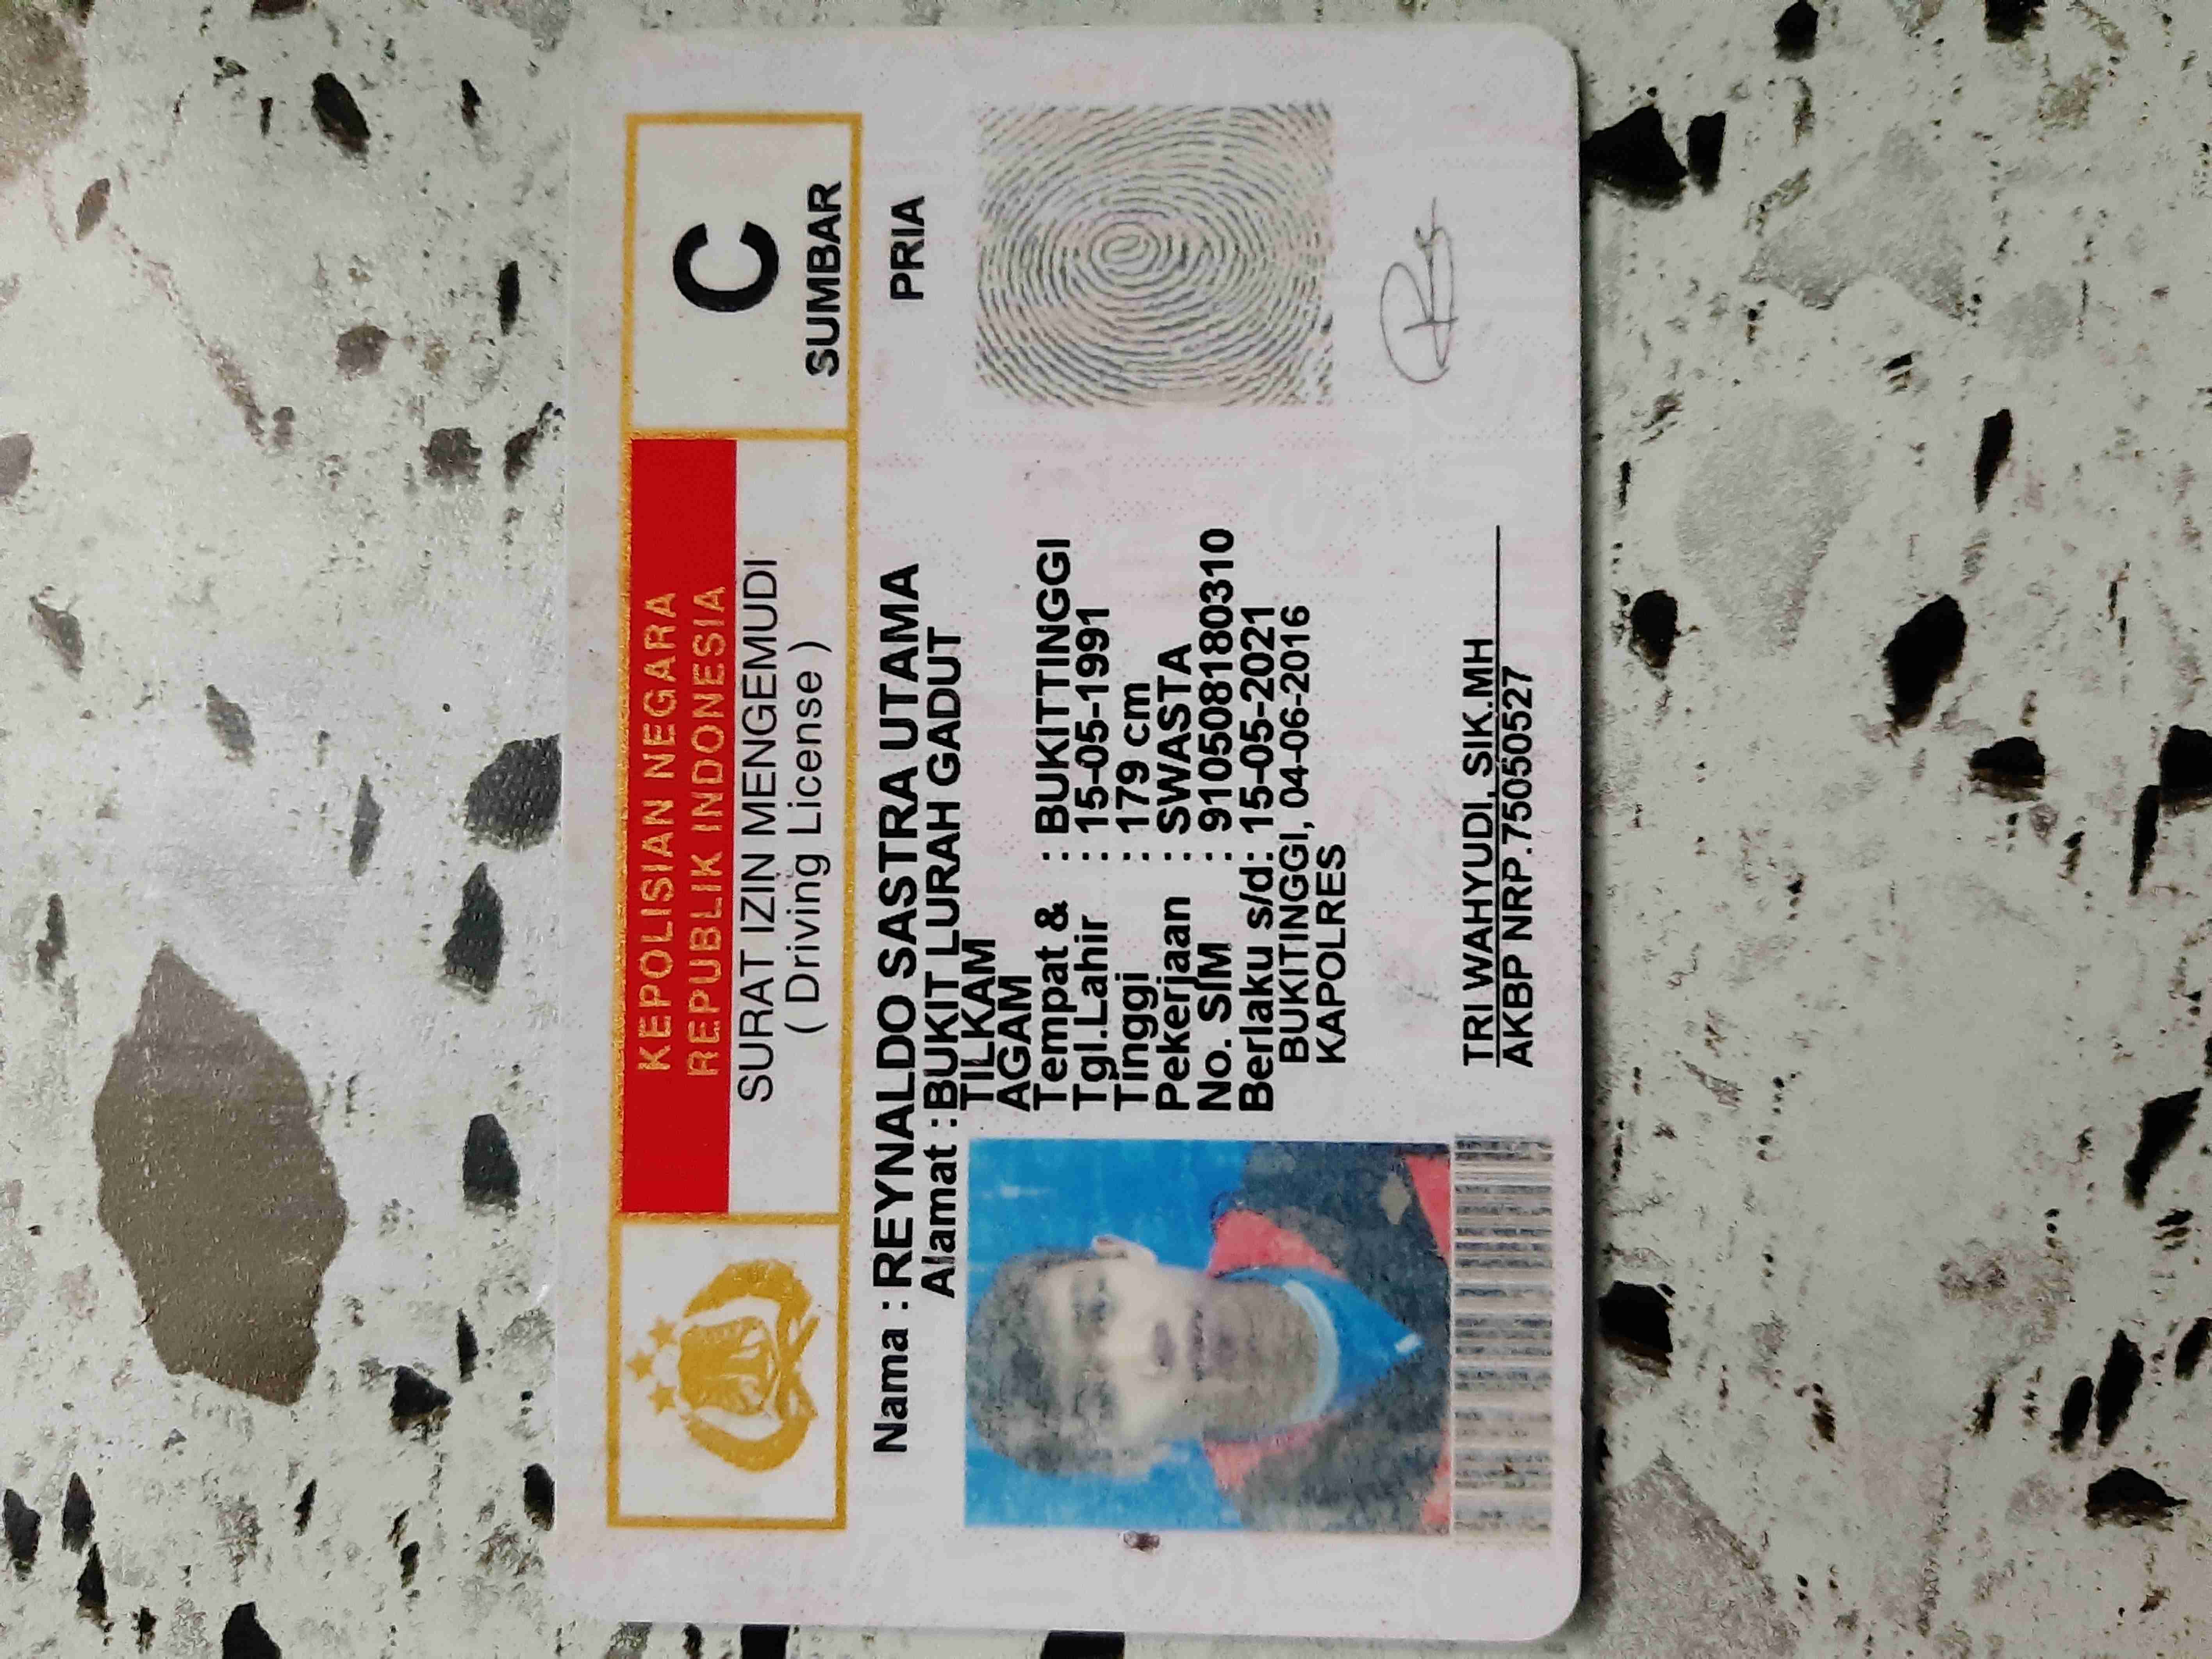 KEPOLISIAN NEGARA
REPUBLIK INDONESIA
SURAT IZIN MENGEMUDI
( Driving License )
C
SUMBAR
Nama : REYNALDO SASTRA UTAMA
PRIA
Alamat : BUKIT LURAH GADUT
TILKAM
AGAM
Tempat & : BUKITTINGGI
Tgl.Lahir : 15-05-1991
Tinggi : 179 cm
Pekerjaan : SWASTA
No. SIM : 910508180310
Berlaku s/d : 15-05-2021
BUKITINGGI, 04-06-2016
KAPOLRES
TRI WAHYUDI, SIK.MH
AKBP NRP.75050527